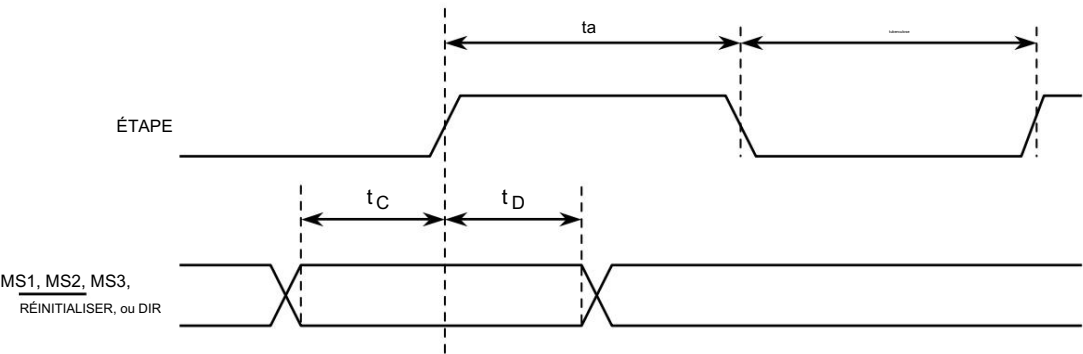 ta
ÉTAPE
t C
t D
MS1, MS2, MS3,
RÉINITIALISER, ou DIR